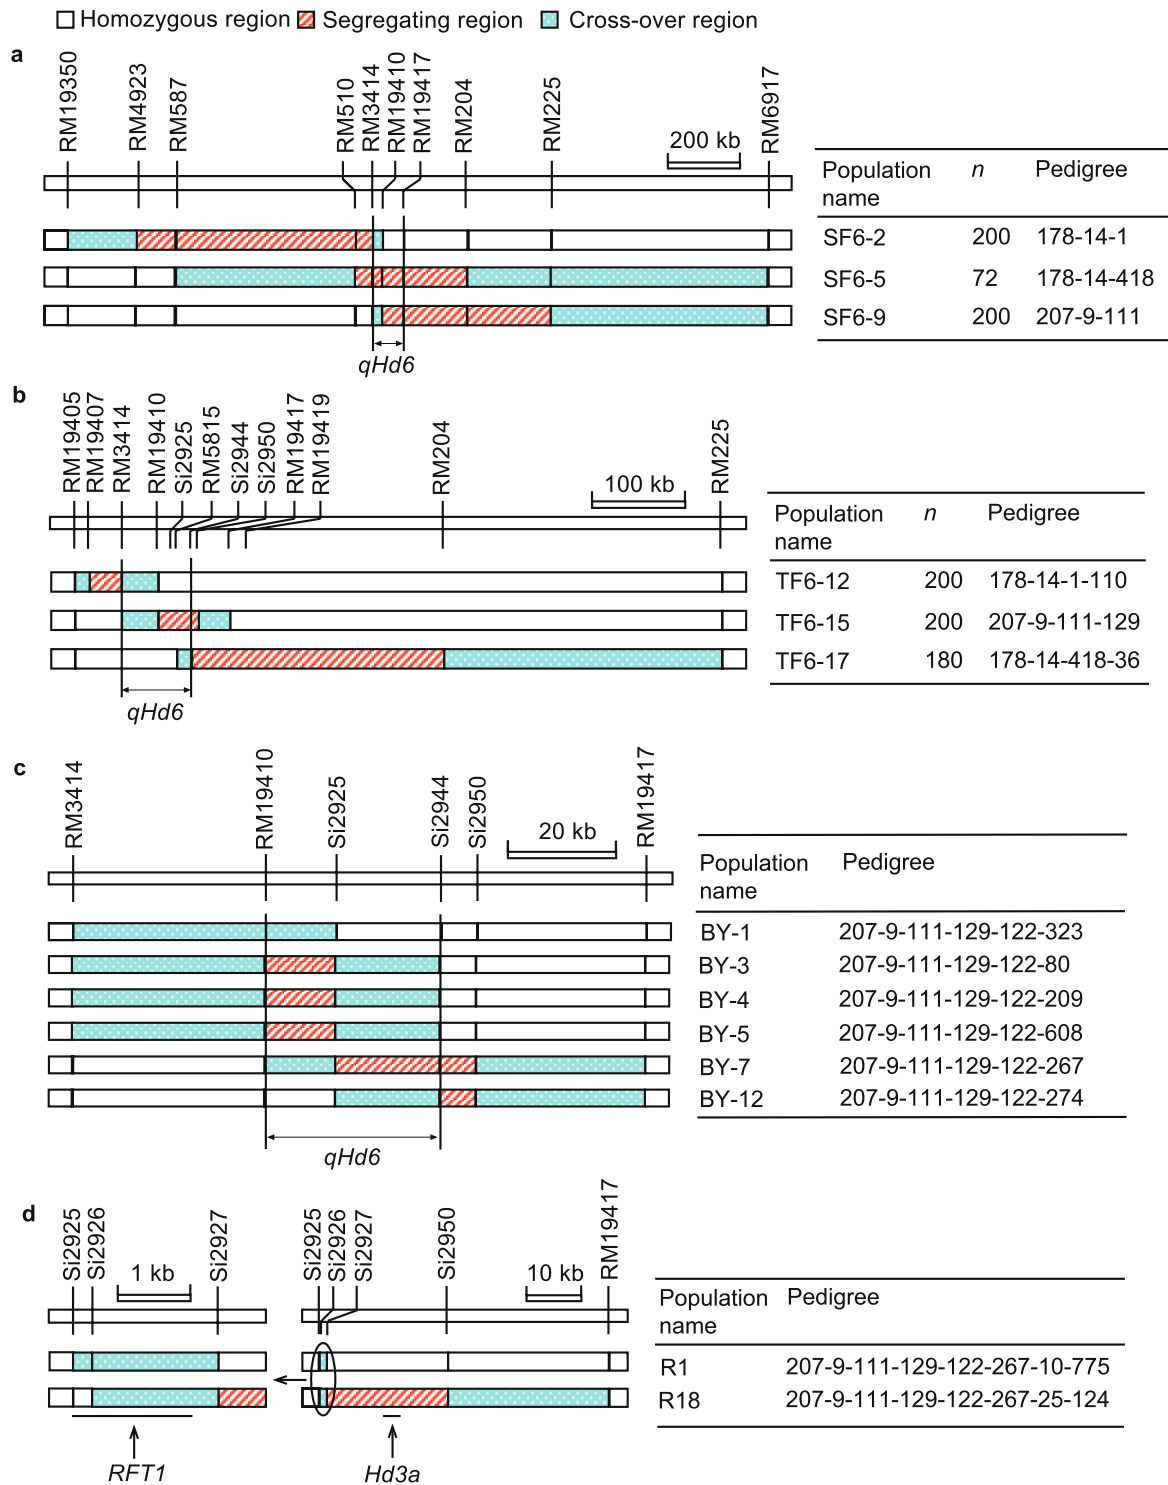 Homozygous region Segregating region Cross-over region
a
RM19350 RM4923 RM587 RM510 RM3414 RM19410 RM19417 RM204 RM225 RM6917
200 kb
Population name n Pedigree
SF6-2 200 178-14-1
SF6-5 72 178-14-418
SF6-9 200 207-9-111
qHd6
b
RM19405 RM19407 RM3414 RM19410 Si2925 RM5815 Si2944 Si2950 RM19417 RM19419 RM204 RM225
100 kb
Population name n Pedigree
TF6-12 200 178-14-1-110
TF6-15 200 207-9-111-129
TF6-17 180 178-14-418-36
qHd6
c
RM3414 RM19410 Si2925 Si2944 Si2950 RM19417
20 kb
Population name Pedigree
BY-1 207-9-111-129-122-323
BY-3 207-9-111-129-122-80
BY-4 207-9-111-129-122-209
BY-5 207-9-111-129-122-608
BY-7 207-9-111-129-122-267
BY-12 207-9-111-129-122-274
qHd6
d
Si2925 Si2926 Si2927 Si2925 Si2926 Si2927 Si2950 RM19417
1 kb 10 kb
Population name Pedigree
R1 207-9-111-129-122-267-10-775
R18 207-9-111-129-122-267-25-124
RFT1 Hd3a